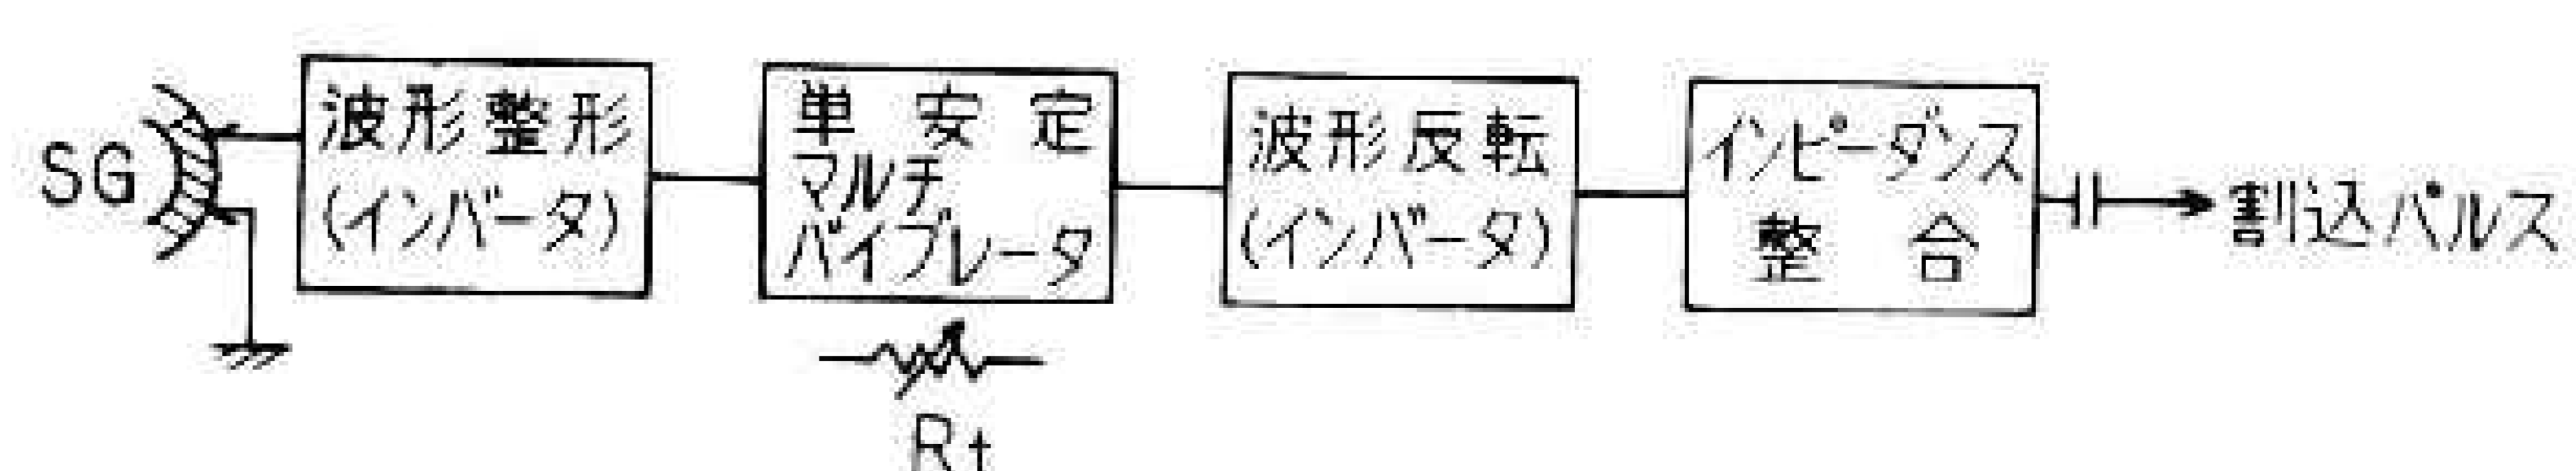 SG
波形整形
(インバータ)
単安定
マルチ
バイブレータ
Rt
波形反転
(インバータ)
インピーダンス
整合
割込パルス